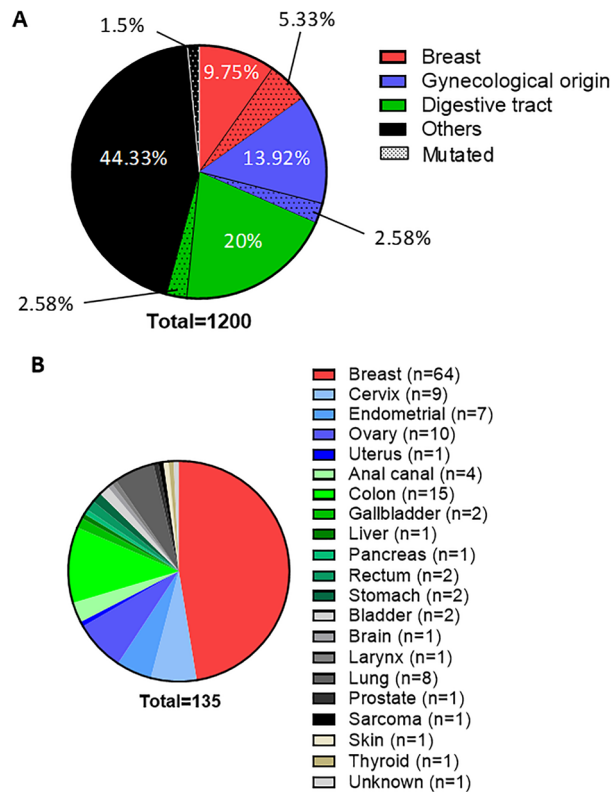 A
1.5%
5.33%
9.75%
44.33%
13.92%
20%
2.58%
2.58%
Total=1200
Breast
Gynecological origin
Digestive tract
Others
Mutated
B
Total=135
Breast (n=64)
Cervix (n=9)
Endometrial (n=7)
Ovary (n=10)
Uterus (n=1)
Anal canal (n=4)
Colon (n=15)
Gallbladder (n=2)
Liver (n=1)
Pancreas (n=1)
Rectum (n=2)
Stomach (n=2)
Bladder (n=2)
Brain (n=1)
Larynx (n=1)
Lung (n=8)
Prostate (n=1)
Sarcoma (n=1)
Skin (n=1)
Thyroid (n=1)
Unknown (n=1)